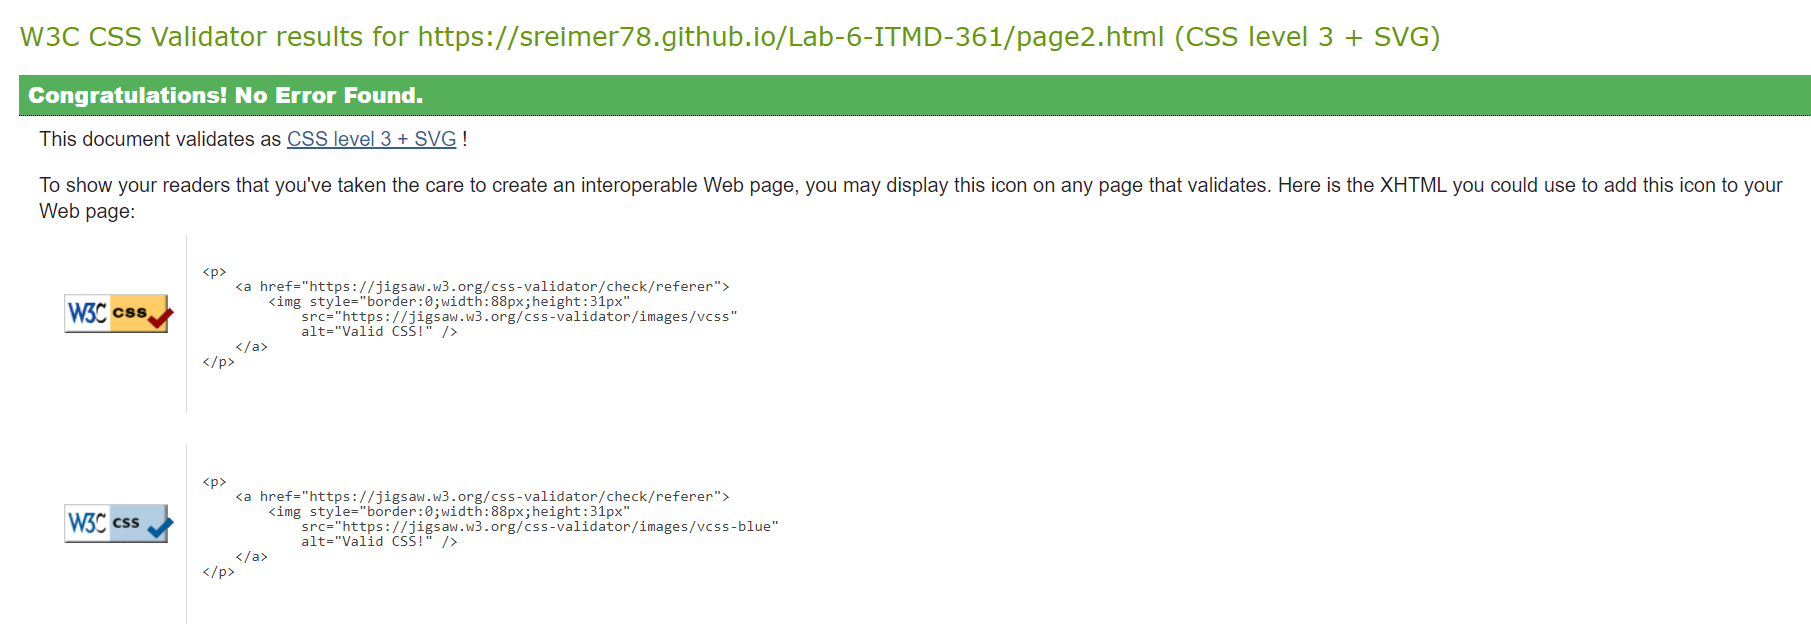 W3C CSS Validator results for https://sreimer78.github.io/Lab-6-ITMD-361/page2.html (CSS level 3 + SVG)
Congratulations! No Error Found.
This document validates as CSS level 3 + SVG !
To show your readers that you've taken the care to create an interoperable Web page, you may display this icon on any page that validates. Here is the XHTML you could use to add this icon to your
Web page:
W3C css
<p>
    <a href="https://jigsaw.w3.org/css-validator/check/referer">
        <img style="border:0;width:88px;height:31px"
            src="https://jigsaw.w3.org/css-validator/images/vcss"
            alt="Valid CSS!" />
    </a>
</p>
W3C css
<p>
    <a href="https://jigsaw.w3.org/css-validator/check/referer">
        <img style="border:0;width:88px;height:31px"
            src="https://jigsaw.w3.org/css-validator/images/vcss-blue"
            alt="Valid CSS!" />
    </a>
</p>